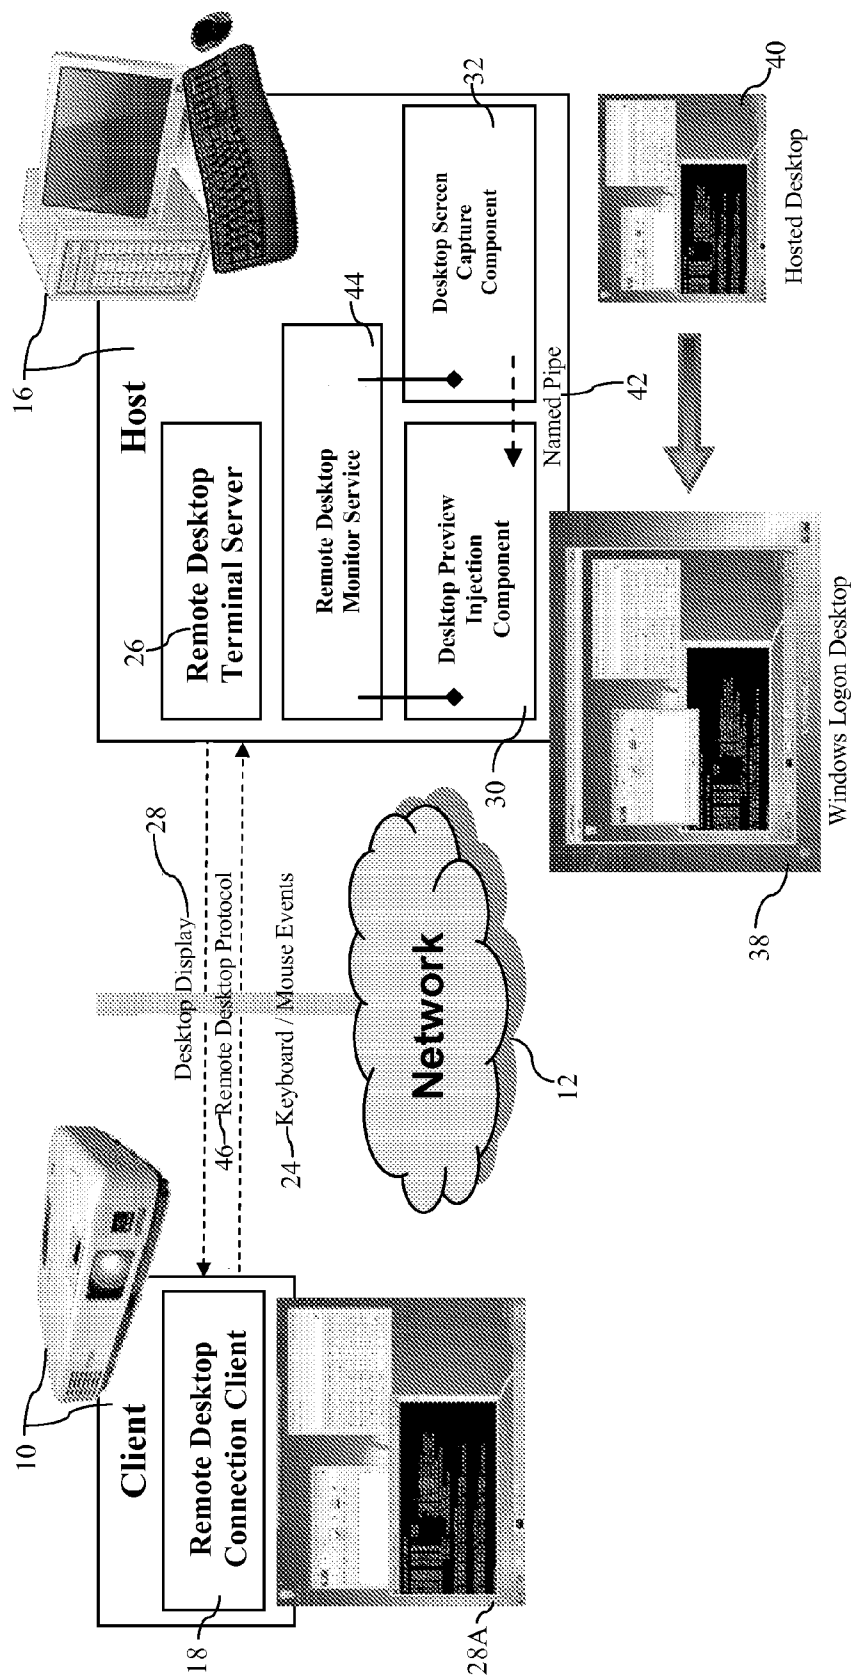 10
Client
Remote Desktop
Connection Client
18
28A
Desktop Display
28
46
Remote Desktop Protocol
24
Keyboard / Mouse Events
Network
12
16
Host
26
Remote Desktop
Terminal Server
Remote Desktop
Monitor Service
44
Desktop Preview
Injection
Component
30
Desktop Screen
Capture
Component
32
Named Pipe
42
38
Windows Logon Desktop
40
Hosted Desktop